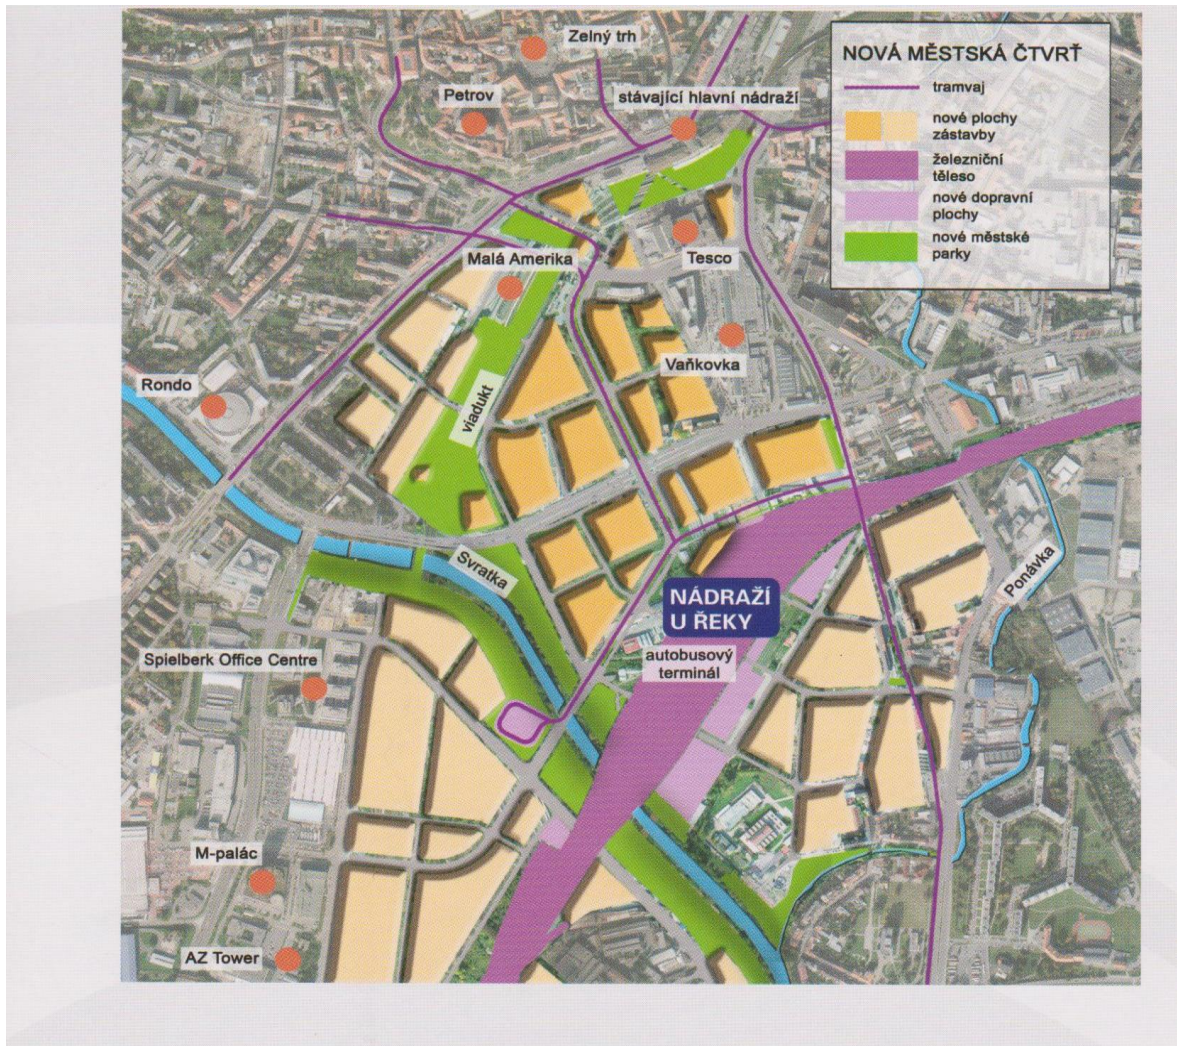 Zelný trh
Petrov
stávající hlavní nádraží
NOVÁ MĚSTSKÁ ČTVRŤ
tramvaj
nové plochy
zástavby
železniční
těleso
nové dopravní
plochy
nové městské
parky
Malá Amerika
Tesco
Vaňkovka
Rondo
viadukt
Svratka
Ponávka
NÁDRAŽÍ
U ŘEKY
autobusový
terminál
Spielberk Office Centre
M-palác
AZ Tower